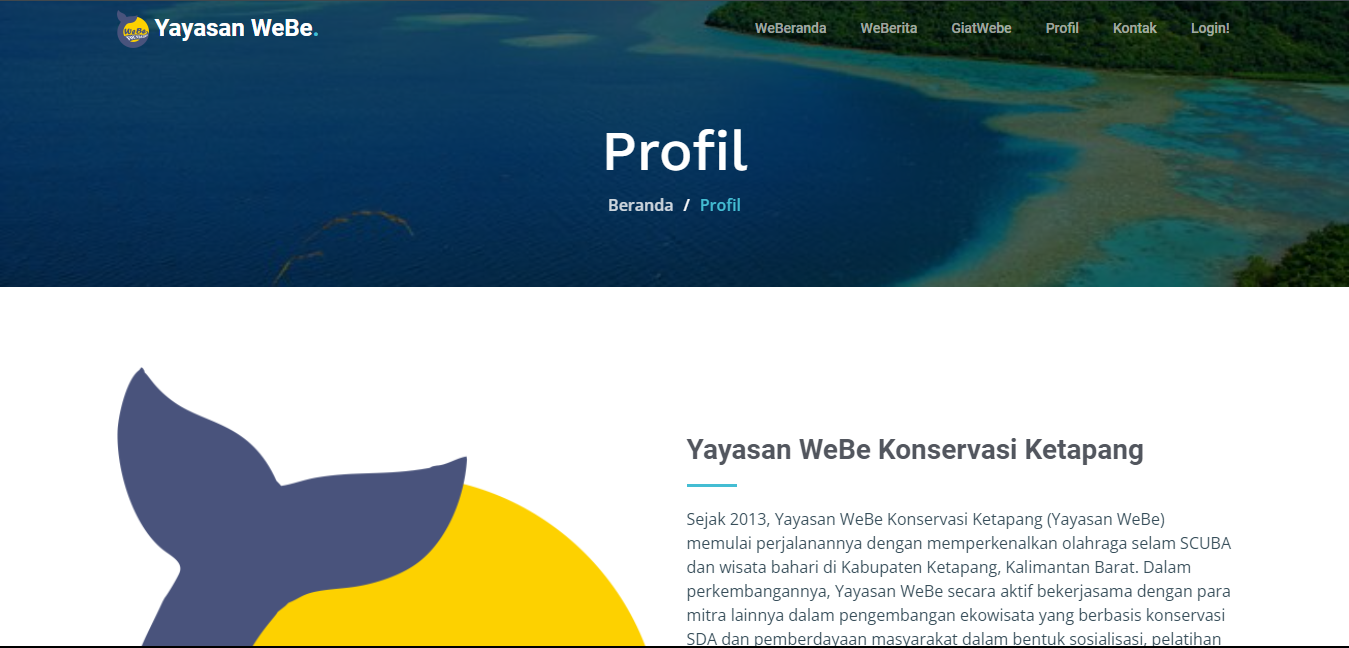 WeBe
Yayasan WeBe.
WeBeranda WeBerita GiatWebe Profil Kontak Login!
Profil
Beranda / Profil
Yayasan WeBe Konservasi Ketapang
Sejak 2013, Yayasan WeBe Konservasi Ketapang (Yayasan WeBe)
memulai perjalanannya dengan memperkenalkan olahraga selam SCUBA
dan wisata bahari di Kabupaten Ketapang, Kalimantan Barat. Dalam
perkembangannya, Yayasan WeBe secara aktif bekerjasama dengan para
mitra lainnya dalam pengembangan ekowisata yang berbasis konservasi
SDA dan pemberdayaan masyarakat dalam bentuk sosialisasi, pelatihan